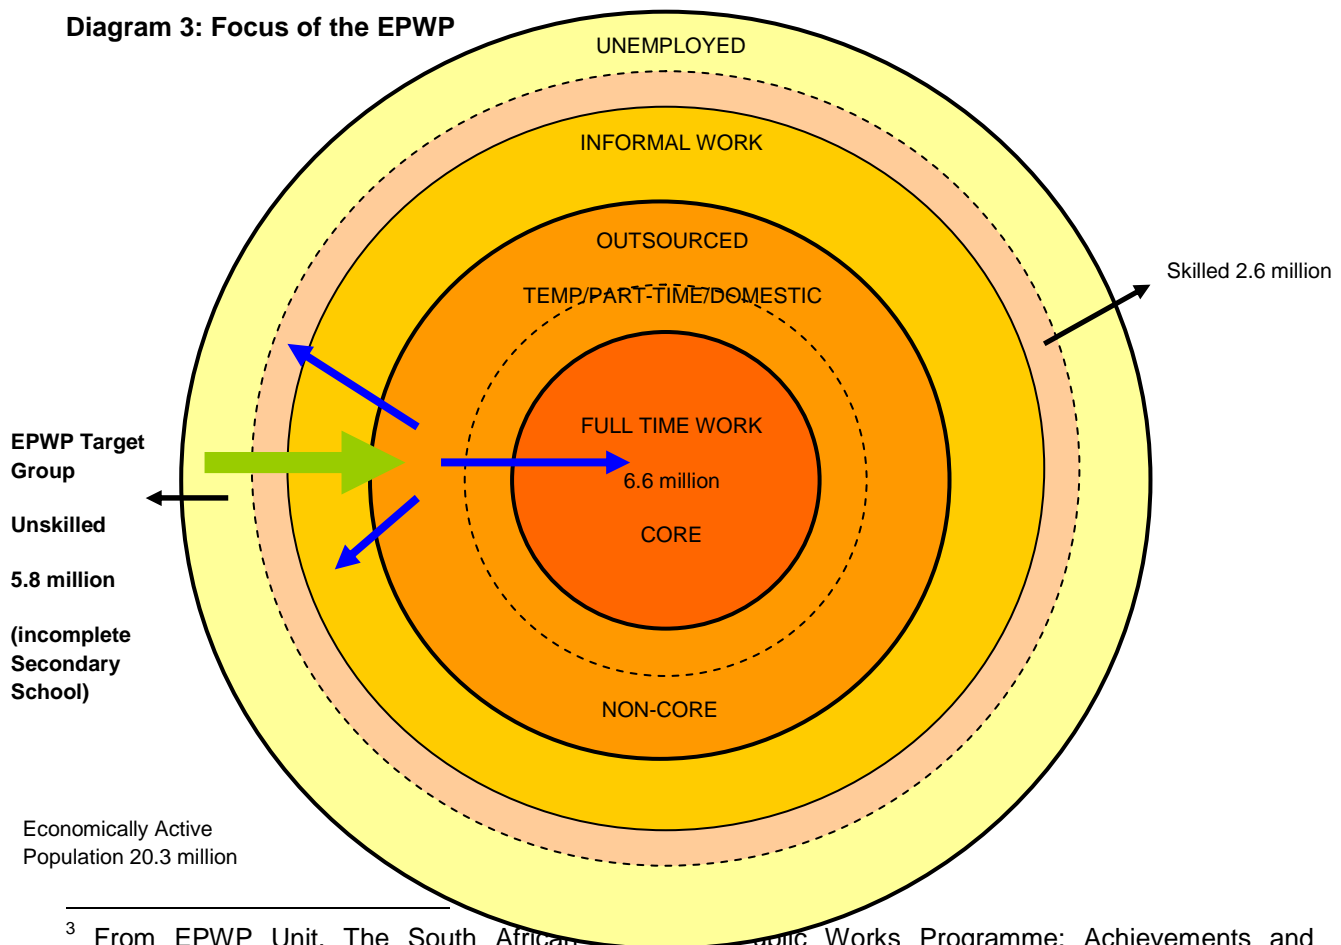 Diagram 3: Focus of the EPWP
UNEMPLOYED
INFORMAL WORK
OUTSOURCED
TEMP/PART-TIME/DOMESTIC
Skilled 2.6 million
FULL TIME WORK
6.6 million
CORE
EPWP Target
Group
Unskilled
5.8 million
(incomplete
Secondary
School)
NON-CORE
Economically Active
Population 20.3 million
3 From EPWP Unit. The South African Works Programme: Achievements and